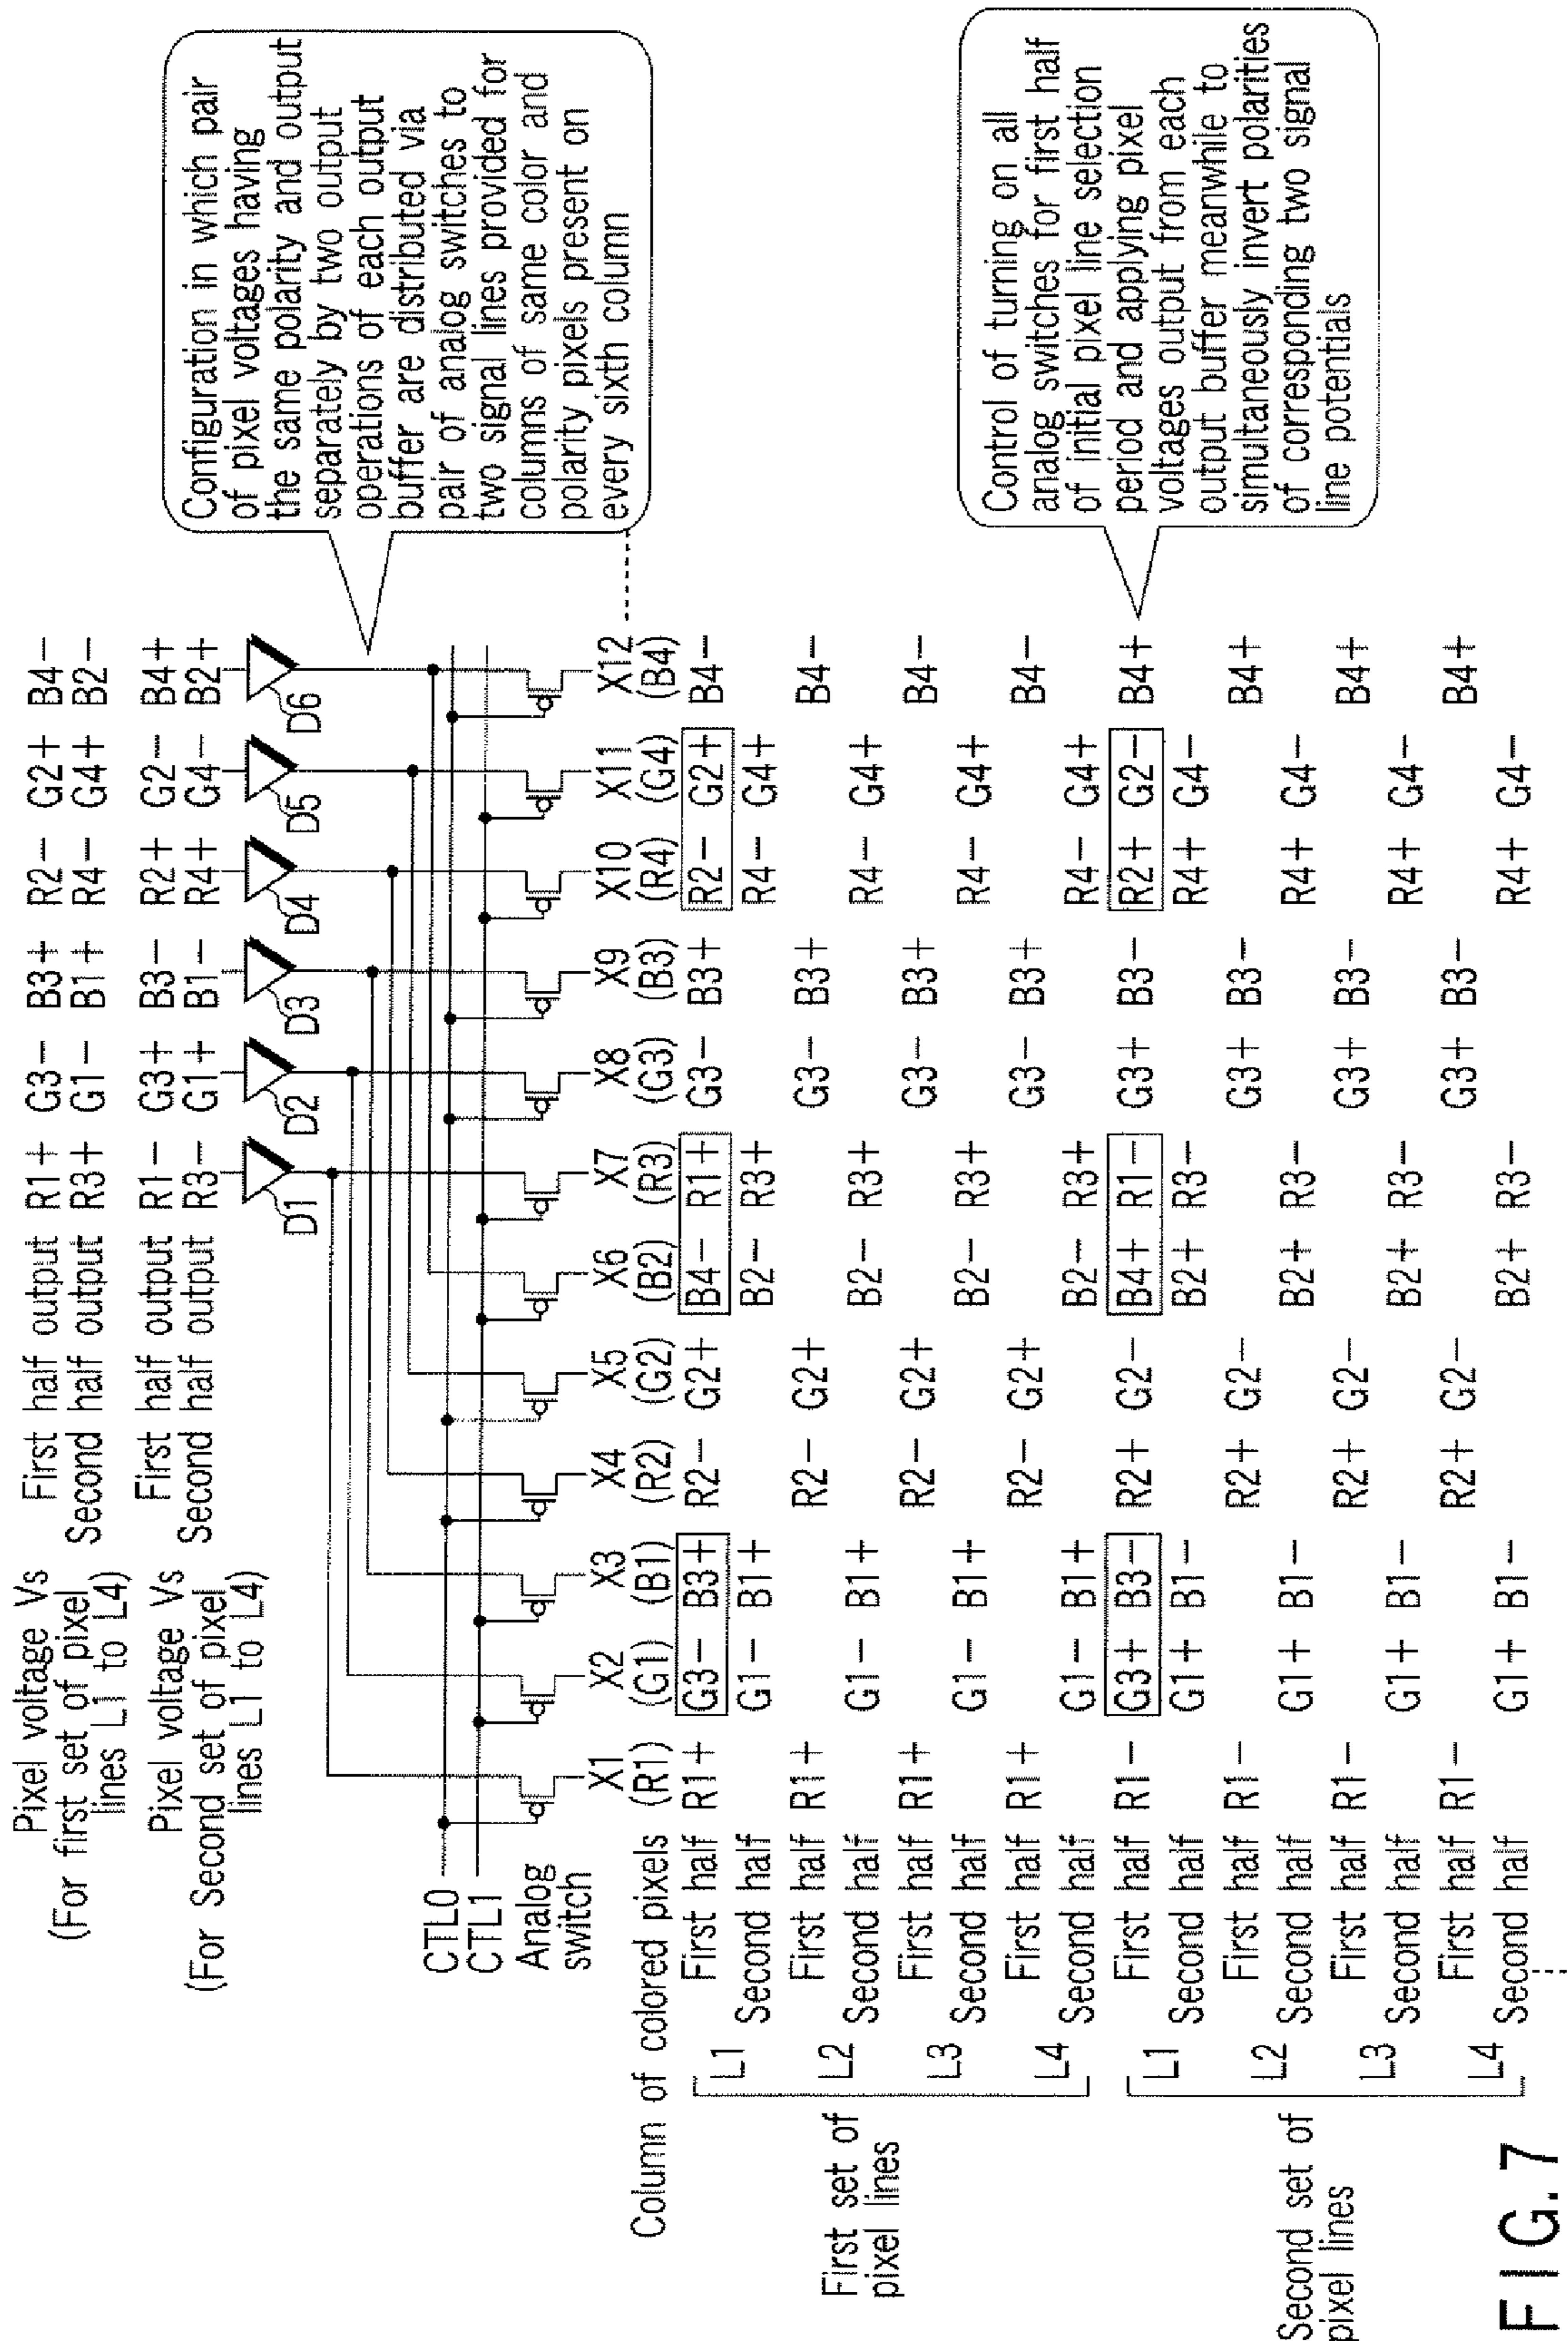 Pixel voltage Vs
(For first set of pixel
lines L1 to L4)
First half output R1+ G3− B3+ R2− G2+ B4−
Second half output R3+ G1− B1+ R4− G4+ B2−
Pixel voltage Vs
(For Second set of pixel
lines L1 to L4)
First half output R1− G3+ B3− R2+ G2− B4+
Second half output R3− G1+ B1− R4+ G4− B2+
D1 D2 D3 D4 D5 D6
Configuration in which pair
of pixel voltages having
the same polarity and output
separately by two output
operations of each output
buffer are distributed via
pair of analog switches to
two signal lines provided for
columns of same color and
polarity pixels present on
every sixth column
CTL0
CTL1
Analog
switch
X1 X2 X3 X4 X5 X6 X7 X8 X9 X10 X11 X12
Column of colored pixels (R1) (G1) (B1) (R2) (G2) (B2) (R3) (G3) (B3) (R4) (G4) (B4)
First set of
pixel lines
L1
First half R1+ G3− B3+ R2− G2+ B4− R1+ G3− B3+ R2− G2+ B4−
Second half G1− B1+ B2− R3+ R4− G4+
L2
First half R1+ R2− G2+ G3− B3+ B4−
Second half G1− B1+ B2− R3+ R4− G4+
L3
First half R1+ R2− G2+ G3− B3+ B4−
Second half G1− B1+ B2− R3+ R4− G4+
L4
First half R1+ R2− G2+ G3− B3+ B4−
Second half G1− B1+ B2− R3+ R4− G4+
Second set of
pixel lines
L1
First half R1− G3+ B3− R2+ G2− B4+ R1− G3+ B3− R2+ G2− B4+
Second half G1+ B1− B2+ R3− R4+ G4−
L2
First half R1− R2+ G2− G3+ B3− B4+
Second half G1+ B1− B2+ R3− R4+ G4−
L3
First half R1− R2+ G2− G3+ B3− B4+
Second half G1+ B1− B2+ R3− R4+ G4−
L4
First half R1− R2+ G2− G3+ B3− B4+
Second half G1+ B1− B2+ R3− R4+ G4−
Control of turning on all
analog switches for first half
of initial pixel line selection
period and applying pixel
voltages output from each
output buffer meanwhile to
simultaneously invert polarities
of corresponding two signal
line potentials
FIG. 7